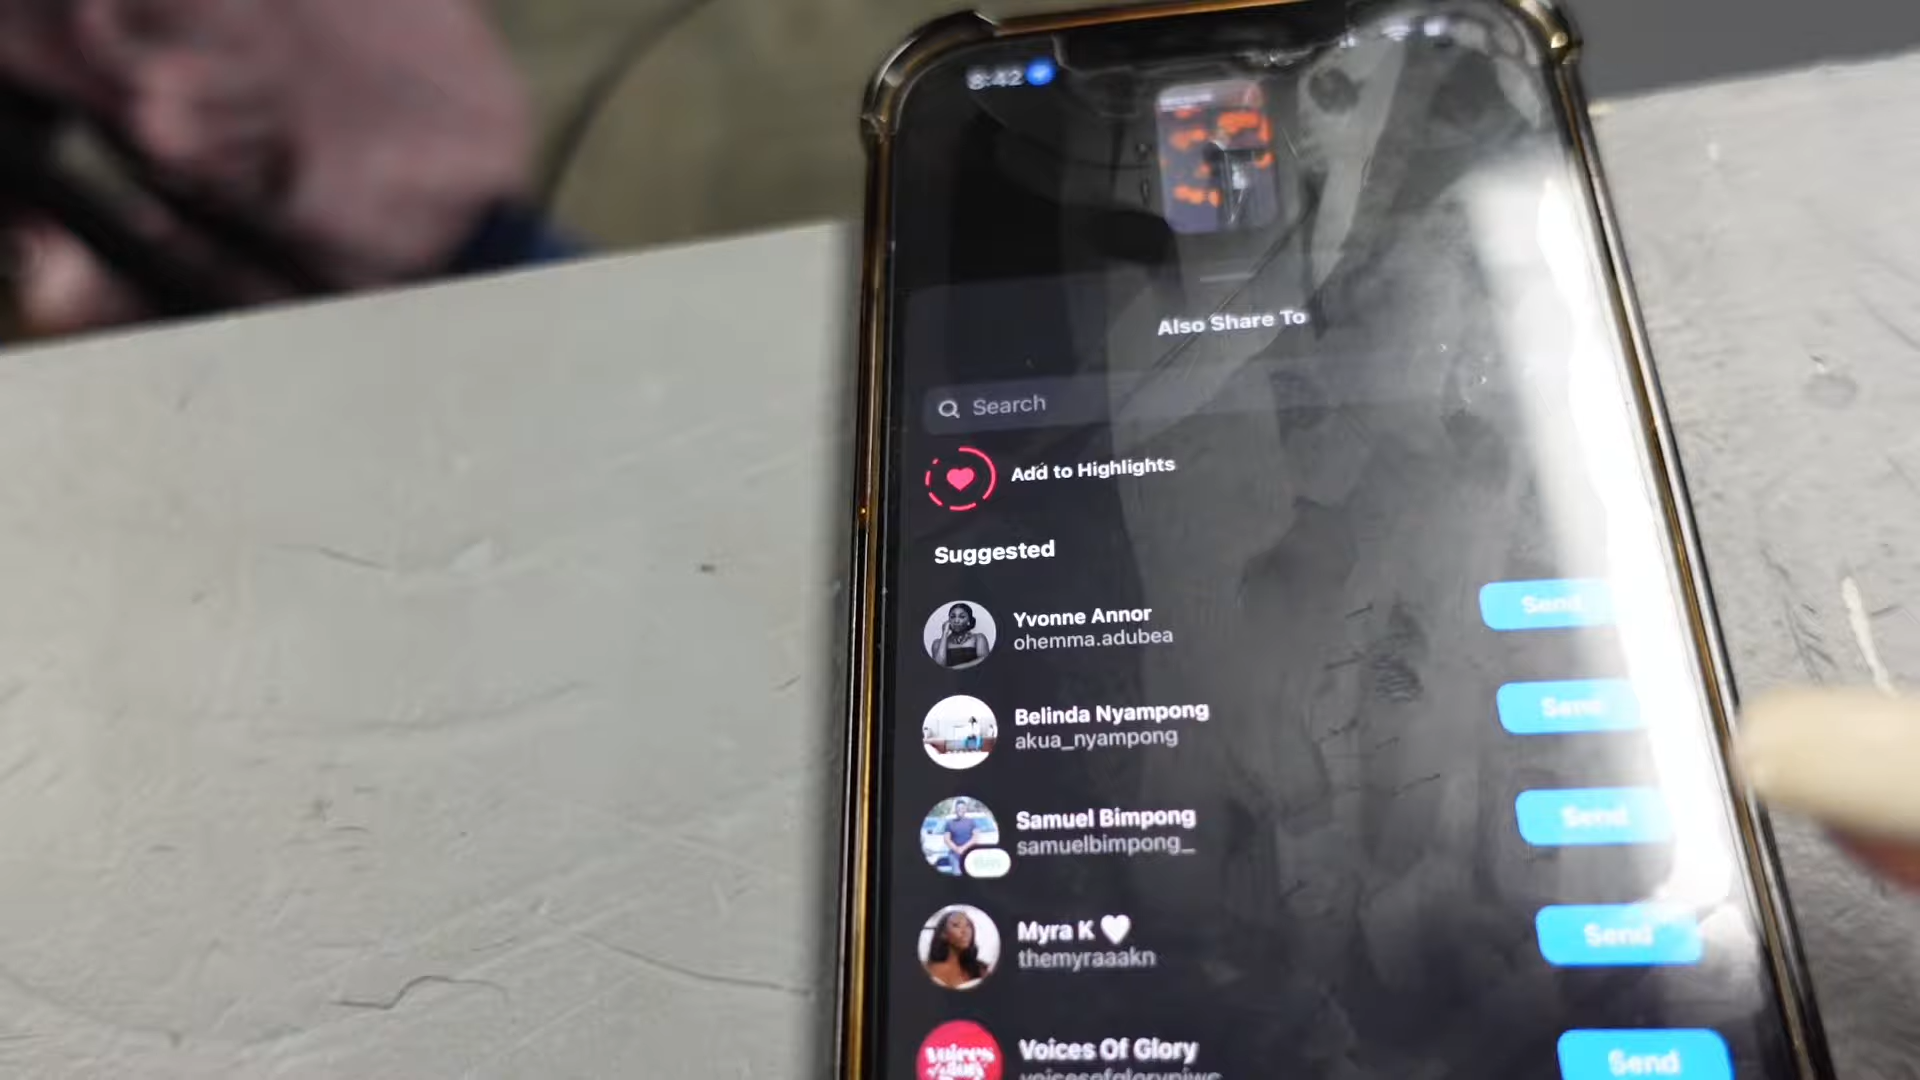 8:42
Also Share To
Search
Add to Highlights
Suggested
Yvonne Annor
ohemma.adubea
Send
Belinda Nyampong
akua_nyampong
Send
Samuel Bimpong
samuelbimpong_
Send
Myra K 🤍
themyraaakn
Send
Voices Of Glory
Send